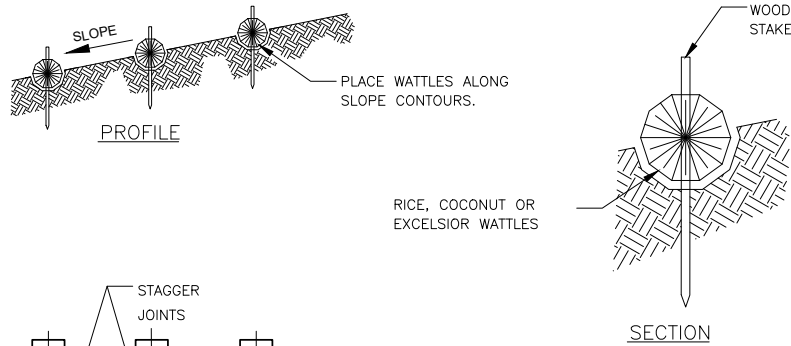 SLOPE
PLACE WATTLES ALONG
SLOPE CONTOURS.
PROFILE
WOOD
STAKE
RICE, COCONUT OR
EXCELSIOR WATTLES
SECTION
STAGGER
JOINTS